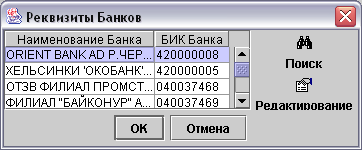 Реквизиты Банков
Наименование Банка БИК Банка
ORIENT BANK AD Р.ЧЕР... 420000008
ХЕЛЬСИНКИ 'ОКОБАНК'... 420000005
ОТЗВ ФИЛИАЛ ПРОМСТ... 040037468
ФИЛИАЛ "БАЙКОНУР" А... 040037469
Поиск
Редактирование
ОК Отмена